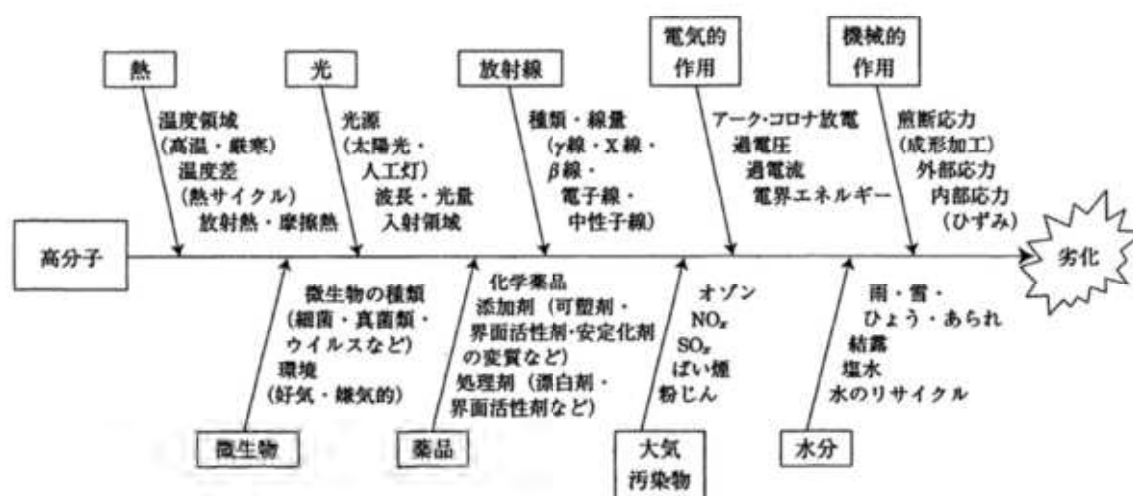 熱
光
放射線
電気的
作用
機械的
作用
温度領域
(高温・厳寒)
温度差
(熱サイクル)
放射熱・摩擦熱
光源
(太陽光・
人工灯)
波長・光量
入射領域
種類・線量
(γ線・X線・
β線・
電子線・
中性子線)
アーク・コロナ放電
過電圧
過電流
電界エネルギー
煎断応力
(成形加工)
外部応力
内部応力
(ひずみ)
高分子
劣化
微生物の種類
(細菌・真菌類・
ウイルスなど)
環境
(好気・嫌気的)
化学薬品
添加剤(可塑剤・
界面活性剤・安定化剤
の変質など)
処理剤(漂白剤・
界面活性剤など)
オゾン
NOx
SOx
ばい煙
粉じん
雨・雪・
ひょう・あられ
結露
塩水
水のリサイクル
微生物
薬品
大気
汚染物
水分